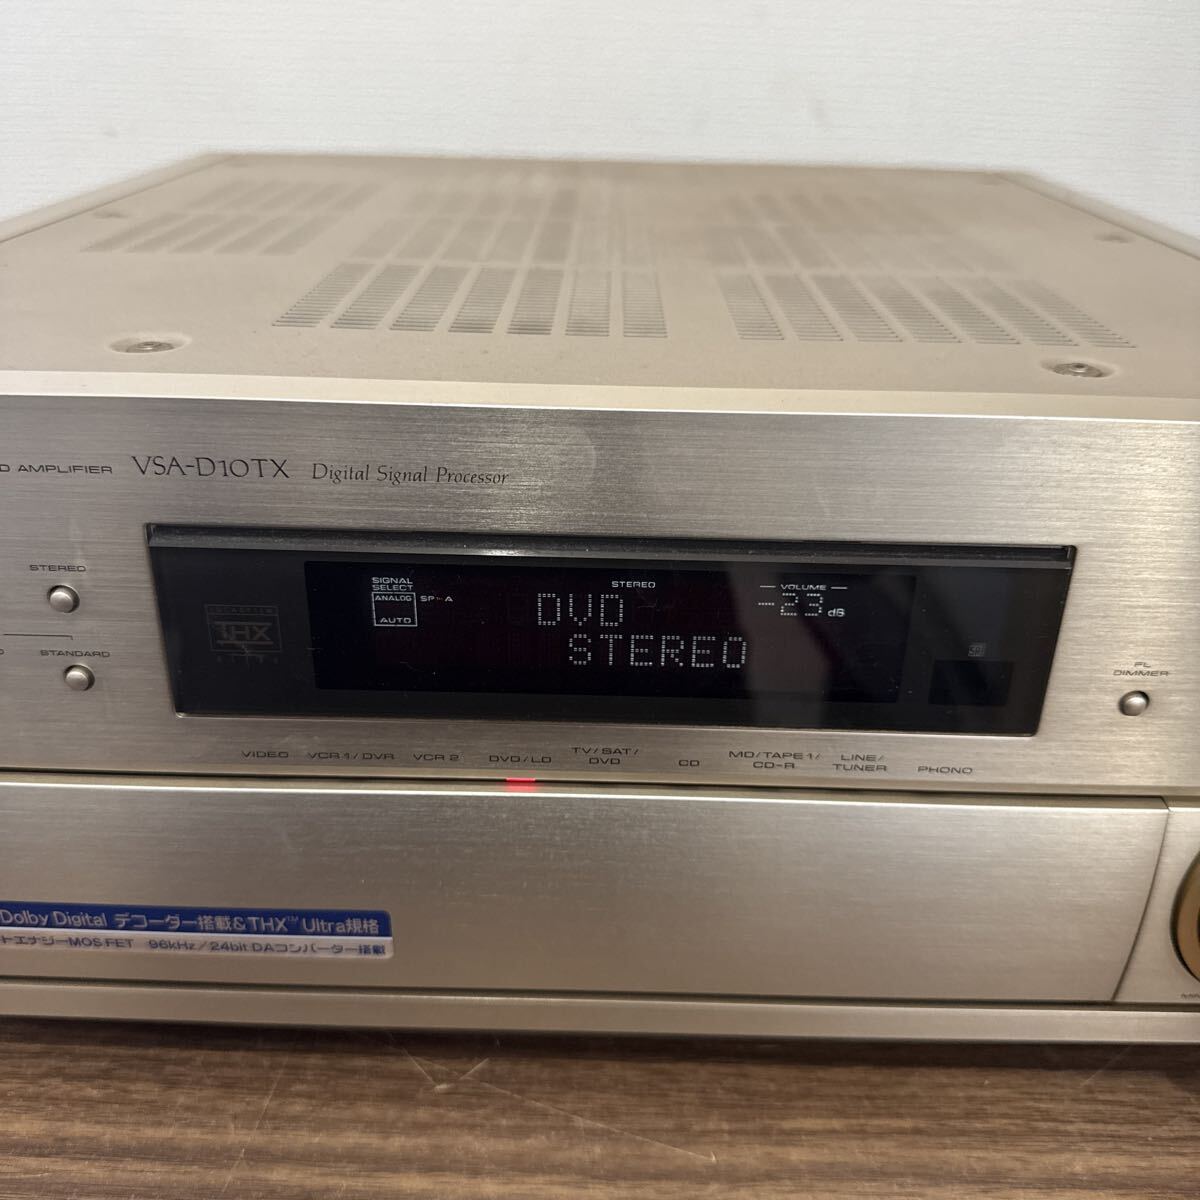 D AMPLIFIER VSA-D10TX Digital Signal Processor
STEREO
STANDARD
THX
SIGNAL
SELECT
ANALOG
AUTO
SP▶A
STEREO
DVD
STEREO
VOLUME
-23 dB
FL
DIMMER
VIDEO VCR 1/DVR VCR 2 DVD/LD TV/SAT/
DVD CD MD/TAPE 1/
CD-R LINE/
TUNER PHONO
Dolby Digital デコーダー搭載&THX™ Ultra規格
トエナジーMOS FET 96kHz/24bit DAコンバーター搭載